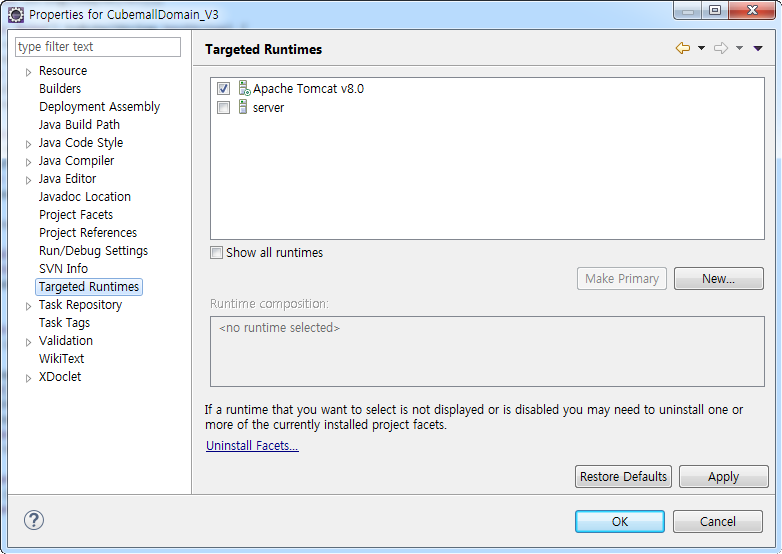 Properties for CubemallDomain_V3
type filter text
Resource
Builders
Deployment Assembly
Java Build Path
Java Code Style
Java Compiler
Java Editor
Javadoc Location
Project Facets
Project References
Run/Debug Settings
SVN Info
Targeted Runtimes
Task Repository
Task Tags
Validation
WikiText
XDoclet
Targeted Runtimes
Apache Tomcat v8.0
server
Show all runtimes
Make Primary
New...
Runtime composition:
<no runtime selected>
If a runtime that you want to select is not displayed or is disabled you may need to uninstall one or
more of the currently installed project facets.
Uninstall Facets...
Restore Defaults
Apply
?
OK
Cancel